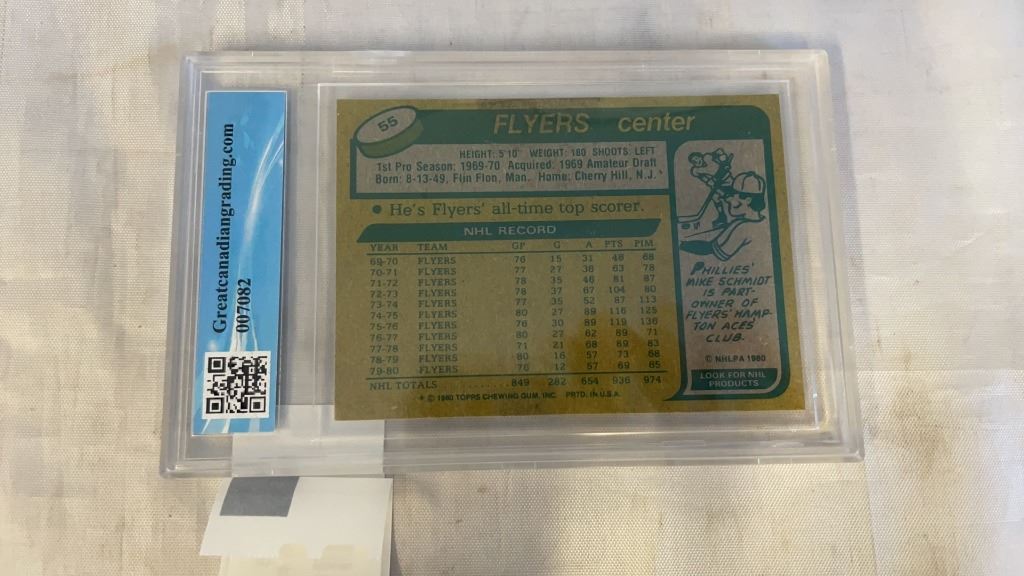 Greatcanadiangrading.com
007082
55
FLYERS center
HEIGHT: 5'10" WEIGHT: 180 SHOOTS: LEFT
1st Pro Season: 1969-70 Acquired: 1969 Amateur Draft
Born: 8-13-49, Flin Flon, Man. Home: Cherry Hill, N.J.
• He's Flyers' all-time top scorer.
NHL RECORD
YEAR TEAM GP G A PTS PIM
69-70 FLYERS 76 15 31 46 68
70-71 FLYERS 77 27 36 63 78
71-72 FLYERS 78 35 46 81 87
72-73 FLYERS 78 37 67 104 80
73-74 FLYERS 77 35 52 87 113
74-75 FLYERS 80 27 89 116 125
75-76 FLYERS 76 30 89 119 136
76-77 FLYERS 80 27 62 89 71
77-78 FLYERS 71 21 68 89 83
78-79 FLYERS 80 16 57 73 68
79-80 FLYERS 76 12 57 69 65
NHL TOTALS ........849 282 654 936 974
* © 1980 TOPPS CHEWING GUM, INC. PRTD. IN U.S.A.
PHILLIES'
MIKE SCHMIDT
IS PART-
OWNER OF
FLYERS' HAMP-
TON ACES
CLUB.
© NHLPA 1980
LOOK FOR NHL
PRODUCTS